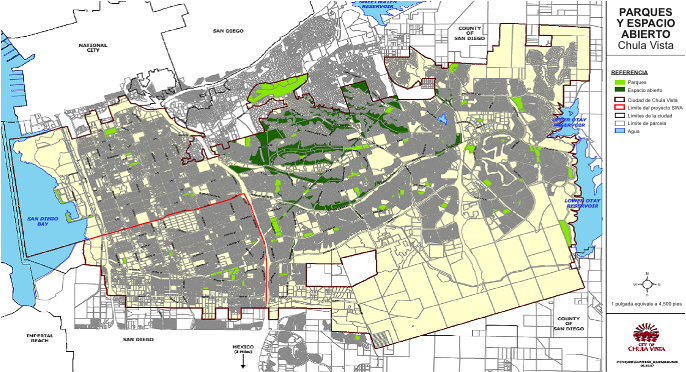 SWEETWATER
RESERVOIR
SAN DIEGO
COUNTY
OF
SAN DIEGO
NATIONAL
CITY
UPPER OTAY
RESERVOIR
LOWER OTAY
RESERVOIR
SAN DIEGO
BAY
IMPERIAL
BEACH
SAN DIEGO
MEXICO
(3 Miles)
COUNTY
OF
SAN DIEGO
PARQUES
Y ESPACIO
ABIERTO
Chula Vista
REFERENCIA
Parques
Espacio abierto
Ciudad de Chula Vista
Límite del proyecto SWA
Límites de la ciudad
Límite de parcela
Agua
N
W
E
S
1 pulgada equivale a 4,500 pies
CITY OF
CHULA VISTA